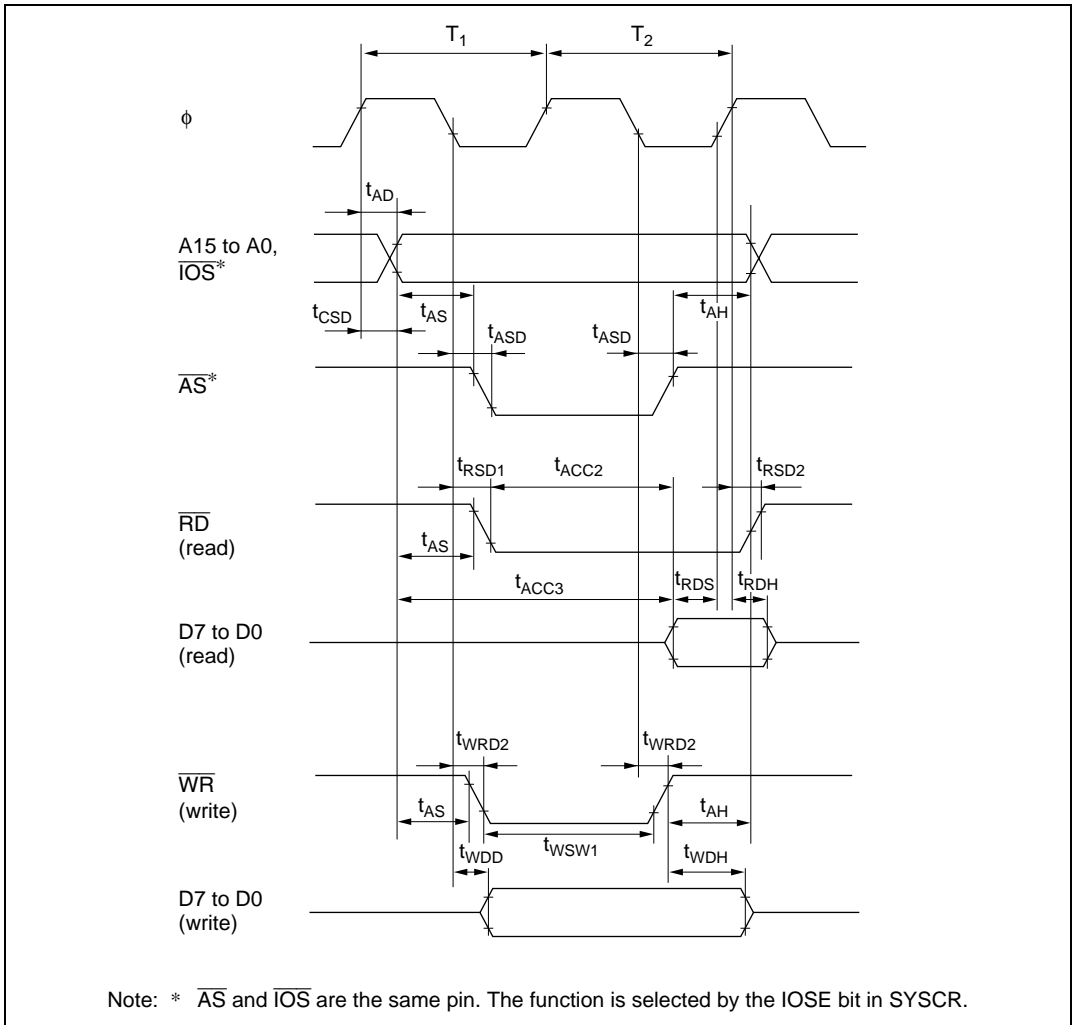 T1 T2
ϕ
tAD
A15 to A0,
IOS*
tCSD tAS tASD tASD tAH
AS*
tRSD1 tACC2 tRSD2
RD
(read)
tAS
tACC3 tRDS tRDH
D7 to D0
(read)
tWRD2 tWRD2
WR
(write)
tAS tWSW1 tAH
tWDD tWDH
D7 to D0
(write)
Note: * AS and IOS are the same pin. The function is selected by the IOSE bit in SYSCR.